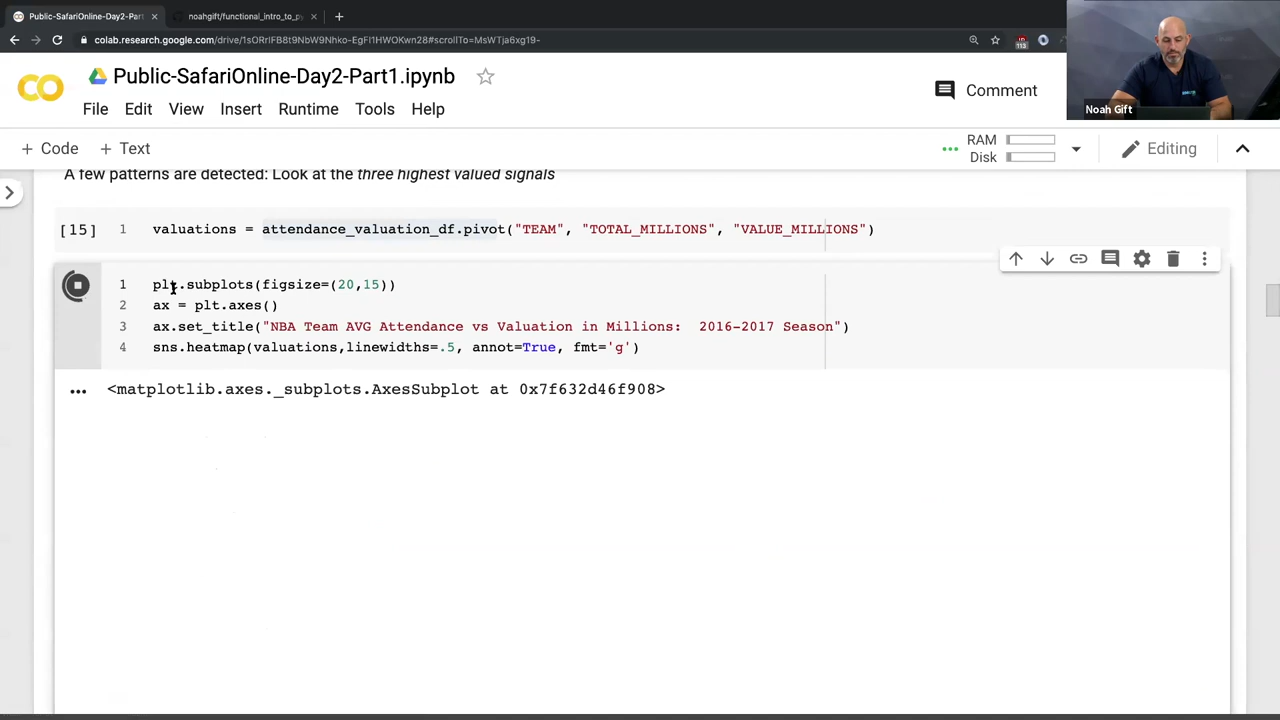 Public-SafariOnline-Day2-Part
noahgift/functional_intro_to_py
colab.research.google.com/drive/1sORrIFB8t9NbW9Nhko-EgFl1HWOKwn28#scrollTo=MsWTja6xg19-
113
Noah Gift
Public-SafariOnline-Day2-Part1.ipynb
File Edit View Insert Runtime Tools Help
Comment
+ Code + Text
RAM
Disk
Editing
A few patterns are detected: Look at the three highest valued signals
[15] 1 valuations = attendance_valuation_df.pivot("TEAM", "TOTAL_MILLIONS", "VALUE_MILLIONS")
1 plt.subplots(figsize=(20,15))
2 ax = plt.axes()
3 ax.set_title("NBA Team AVG Attendance vs Valuation in Millions:  2016-2017 Season")
4 sns.heatmap(valuations,linewidths=.5, annot=True, fmt='g')
<matplotlib.axes._subplots.AxesSubplot at 0x7f632d46f908>